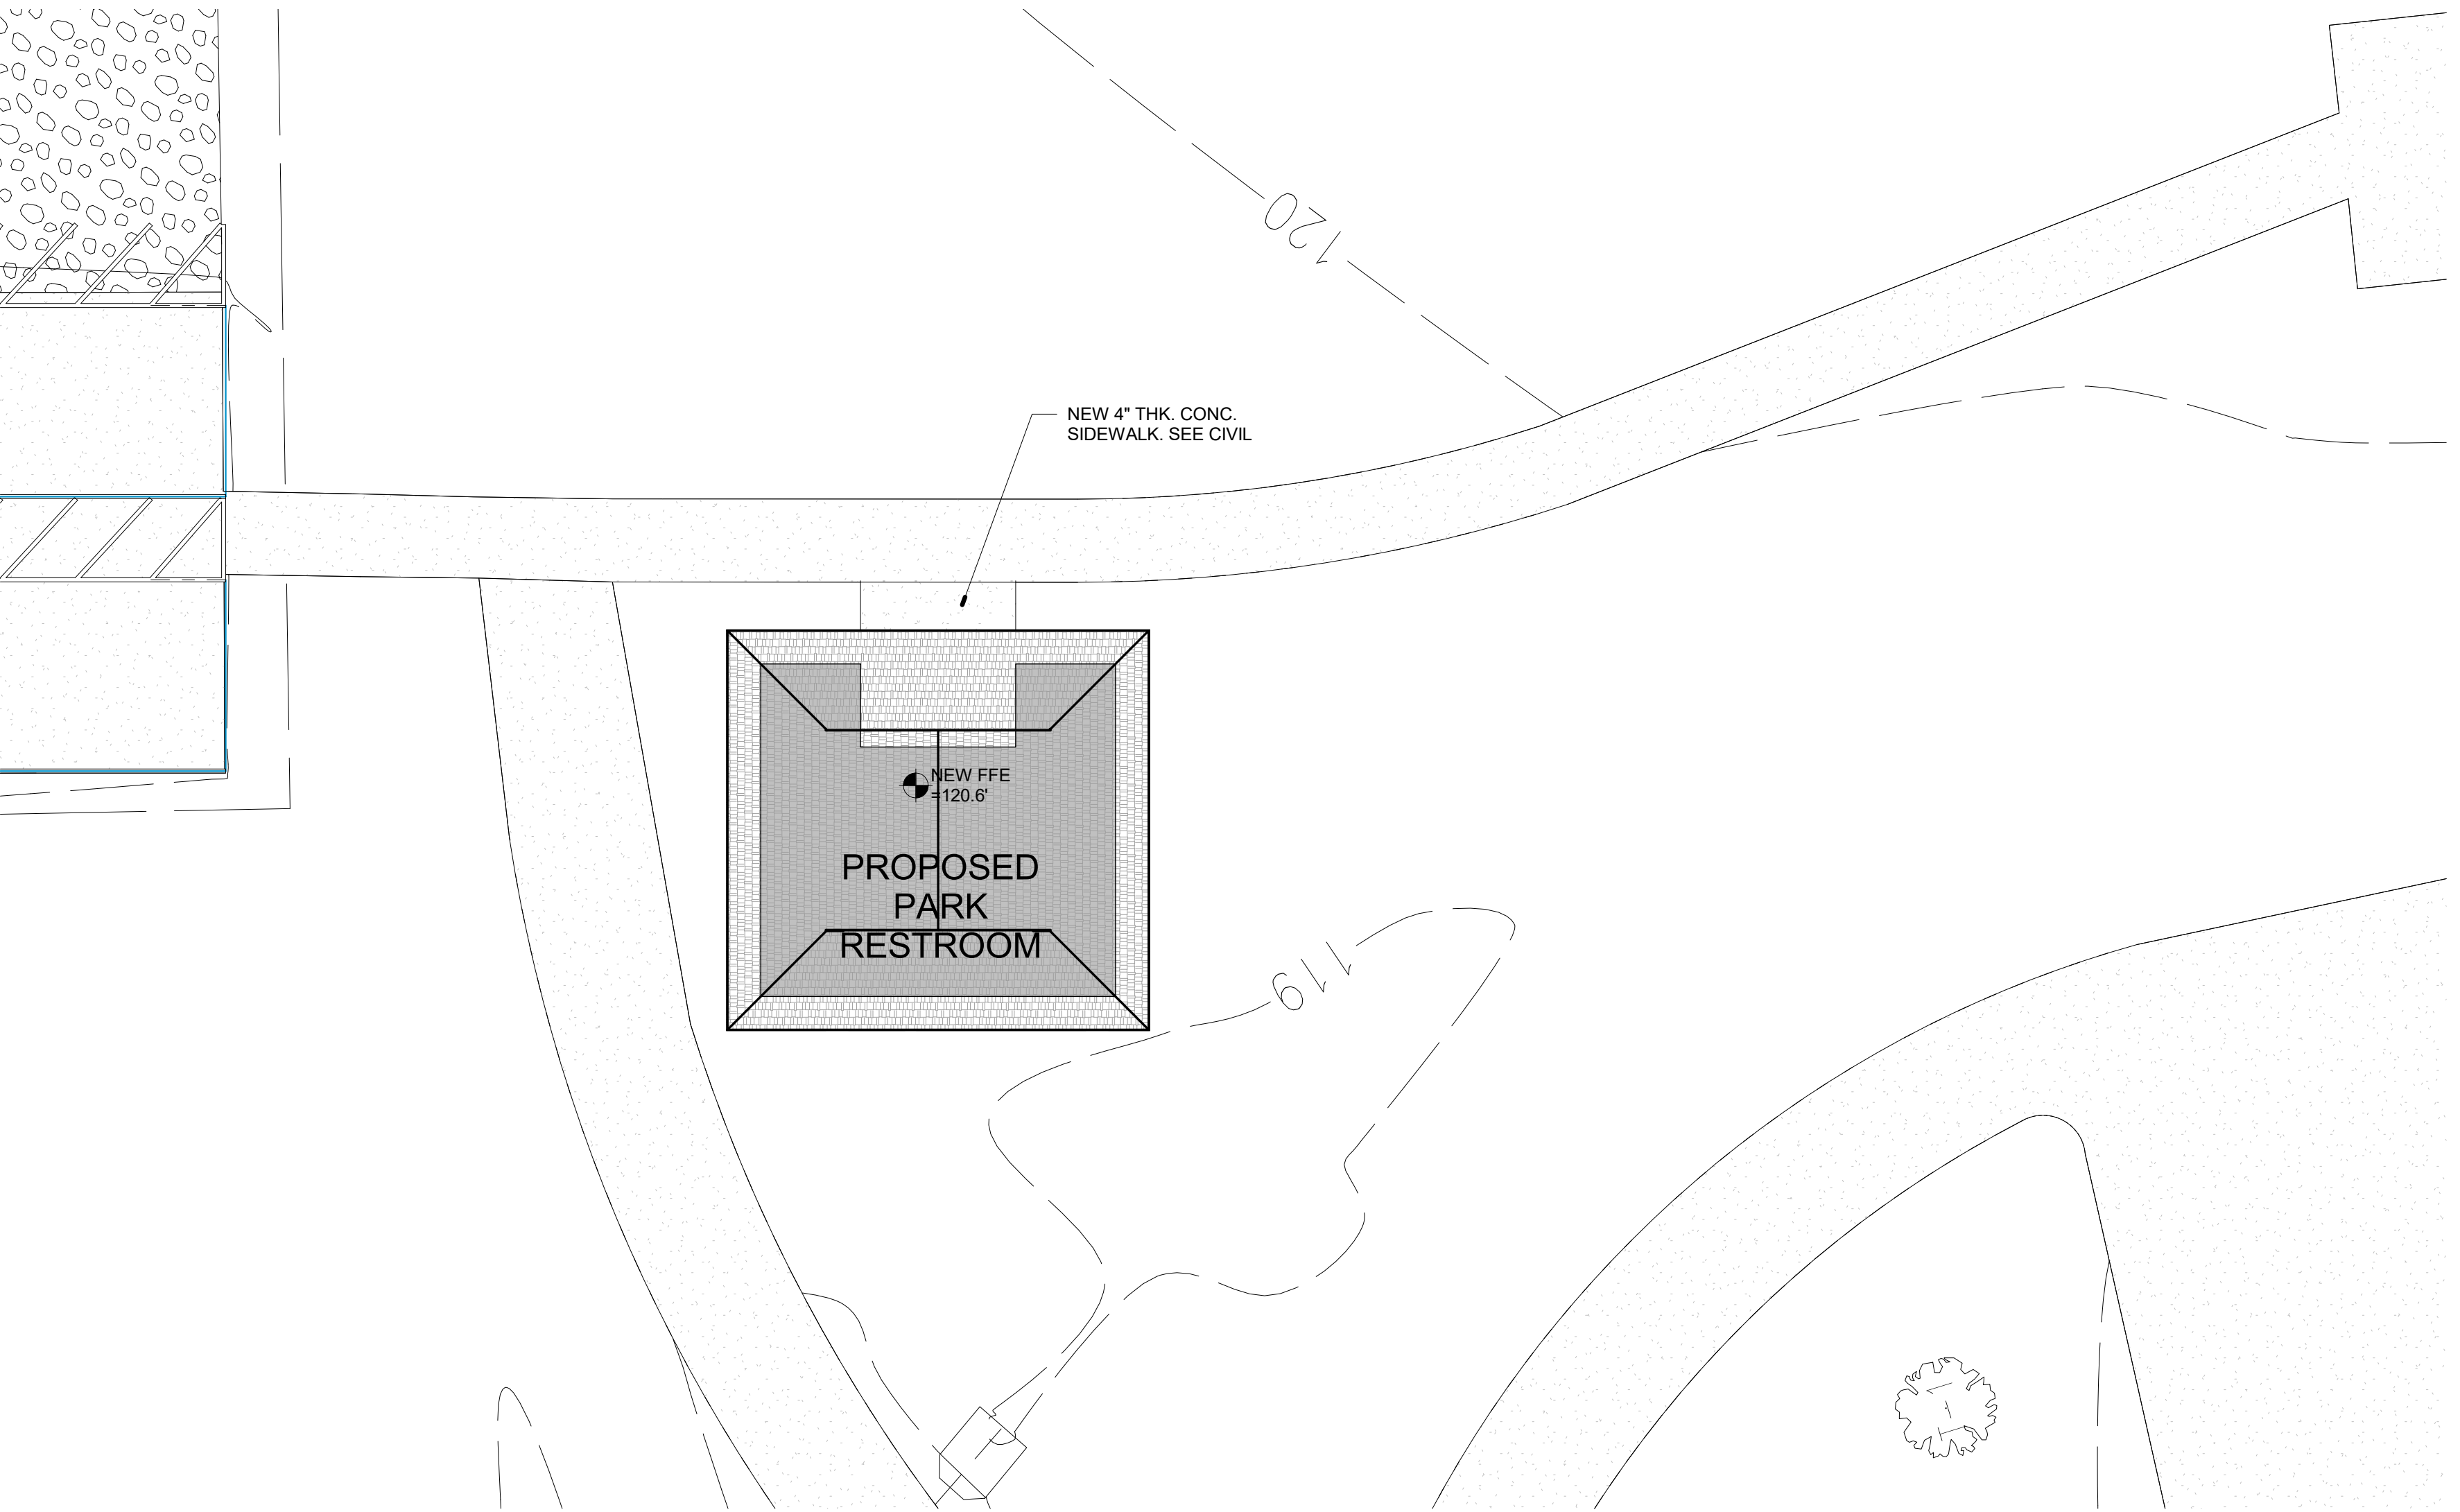 120
NEW 4" THK. CONC.
SIDEWALK. SEE CIVIL
NEW FFE
=120.6'
PROPOSED
PARK
RESTROOM
119